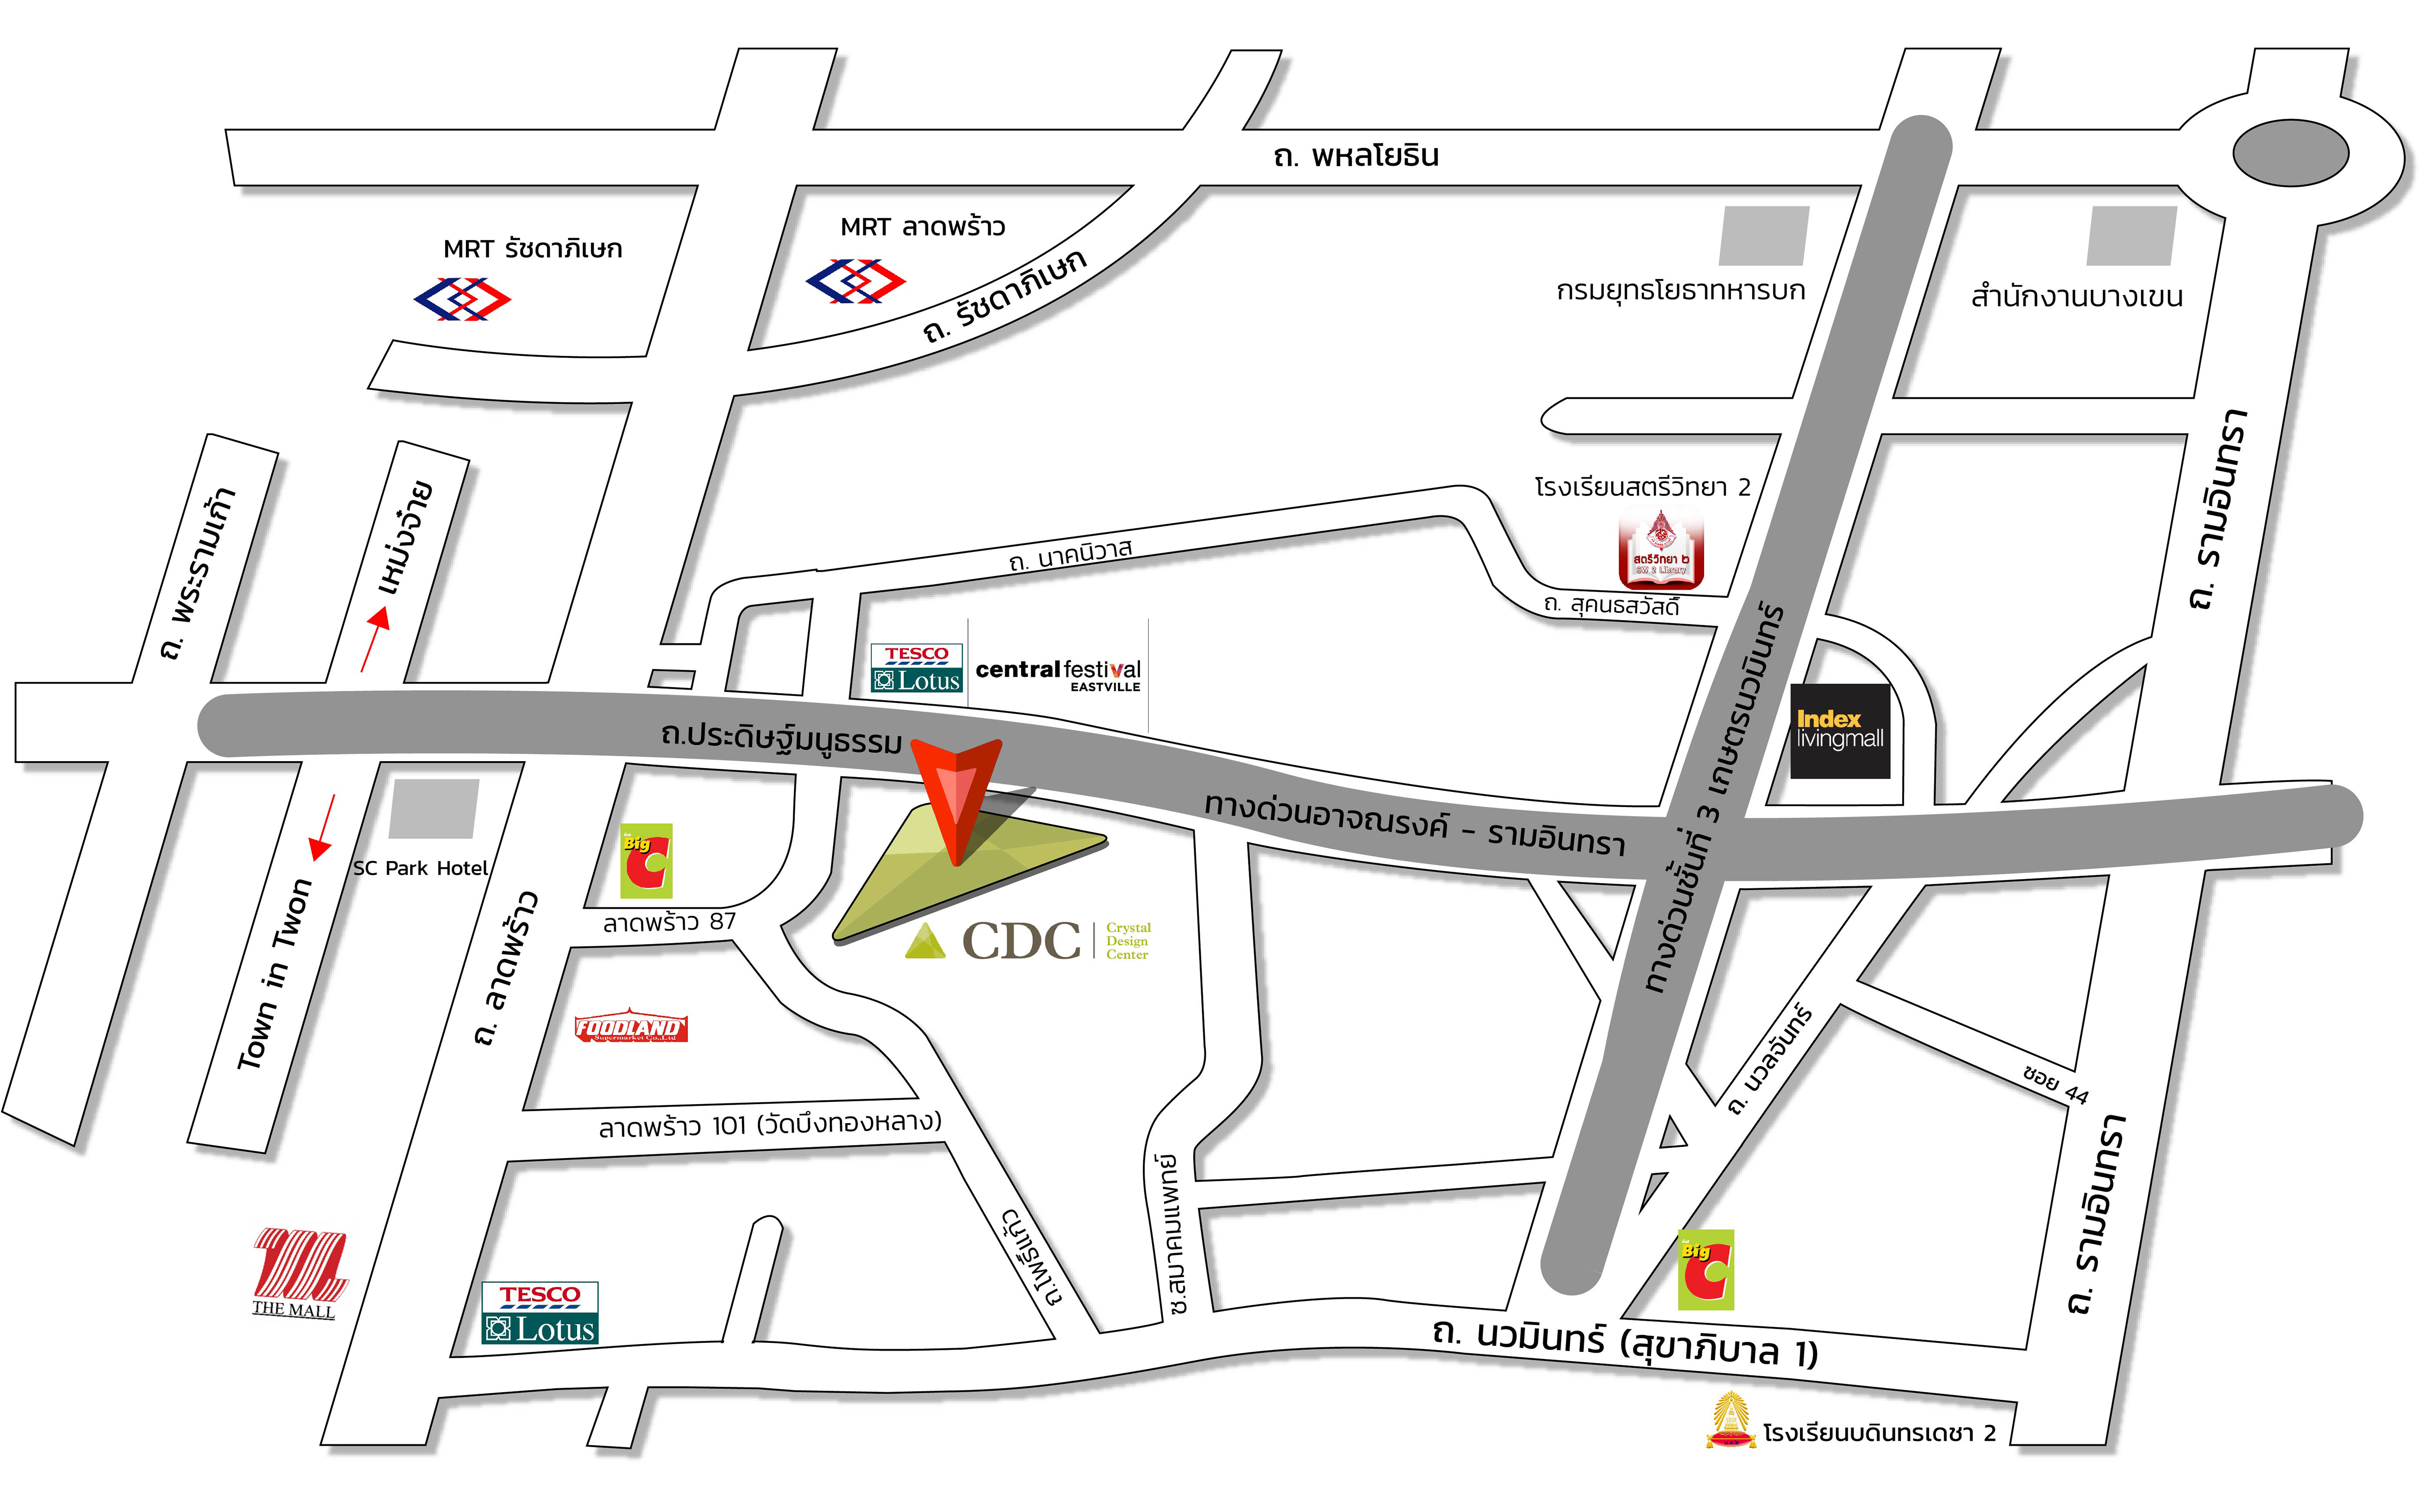 ถ. พหลโยธิน
MRT รัชดาภิเษก
MRT ลาดพร้าว
ถ. รัชดาภิเษก
กรมยุทธโยธาทหารบก
สำนักงานบางเขน
ถ. รามอินทรา
ถ. พระรามเก้า
เหม่งจ๋าย
โรงเรียนสตรีวิทยา 2
สตรีวิทยา ๒
SW 2 Library
ถ. นาคนิวาส
ถ. สุคนธสวัสดิ์
TESCO
Lotus
centralfestival
EASTVILLE
Index
livingmall
ถ.ประดิษฐ์มนูธรรม
ทางด่วนอาจณรงค์ - รามอินทรา
ทางด่วนชั้นที่ 3 เกษตรนวมินทร์
SC Park Hotel
Big C
Town in Twon
ถ. ลาดพร้าว
ลาดพร้าว 87
CDC
Crystal
Design
Center
FOODLAND
Supermarket Co.,Ltd
ถ. นวลจันทร์
ซอย 44
ลาดพร้าว 101 (วัดบึงทองหลาง)
ถ.โพธิ์แก้ว
ซ.สมาคมแพทย์
ถ. รามอินทรา
THE MALL
TESCO
Lotus
Big C
ถ. นวมินทร์ (สุขาภิบาล 1)
โรงเรียนบดินทรเดชา 2